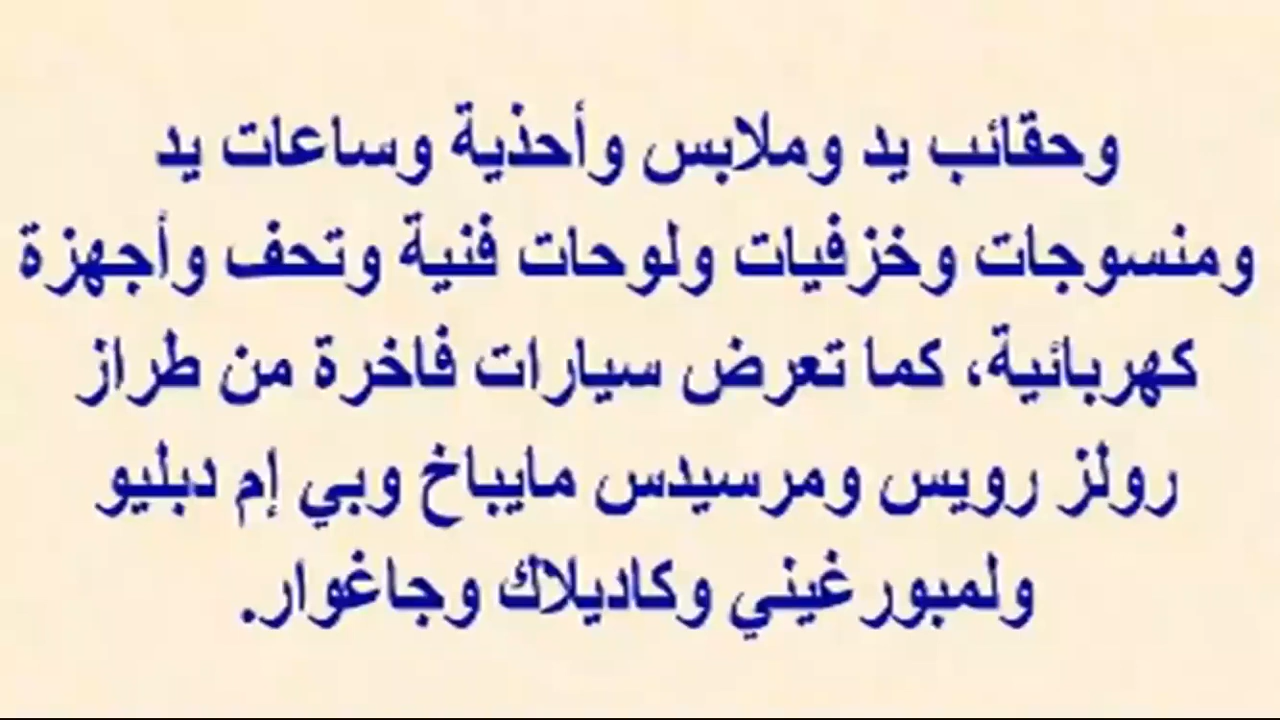 وحقائب يد وملابس وأحذية وساعات يد
ومنسوجات وخزفيات ولوحات فنية وتحف وأجهزة
كهربائية، كما تعرض سيارات فاخرة من طراز
رولز رويس ومرسيدس مايباخ وبي إم دبليو
ولمبورغيني وكاديلاك وجاغوار.